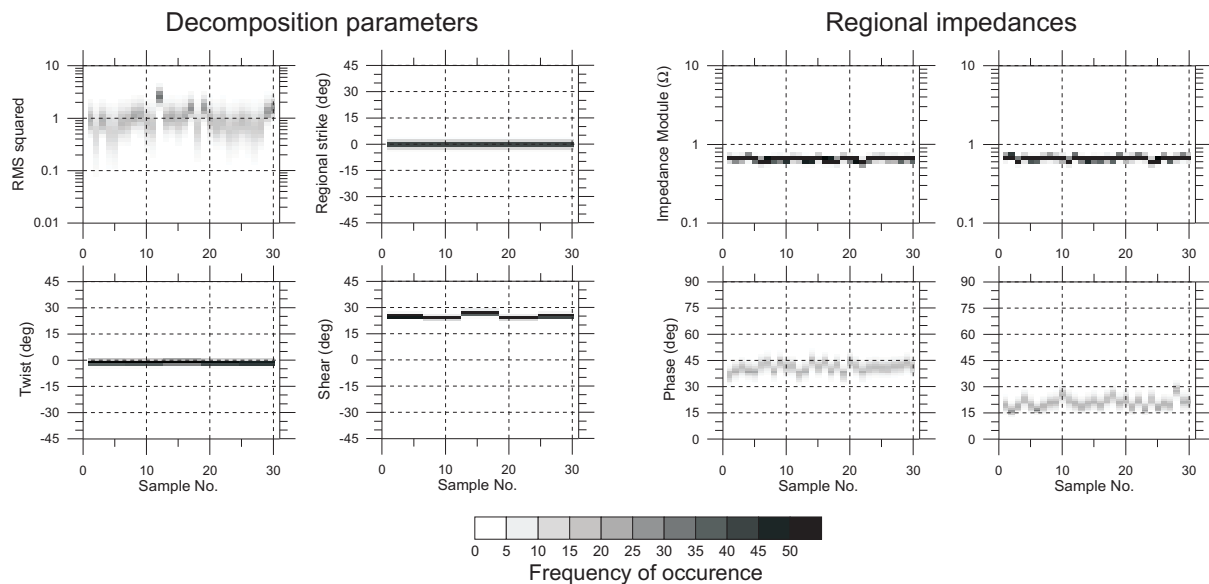 Decomposition parameters
Regional impedances
RMS squared
10
1
0.1
0.01
0 10 20 30
Regional strike (deg)
45
30
15
0
-15
-30
-45
0 10 20 30
Impedance Module (Ω)
10
1
0.1
0 10 20 30
10
1
0.1
0 10 20 30
Twist (deg)
45
30
15
0
-15
-30
-45
0 10 20 30
Sample No.
Shear (deg)
45
30
15
0
-15
-30
-45
0 10 20 30
Sample No.
Phase (deg)
90
75
60
45
30
15
0
0 10 20 30
Sample No.
90
75
60
45
30
15
0
0 10 20 30
Sample No.
0 5 10 15 20 25 30 35 40 45 50
Frequency of occurence